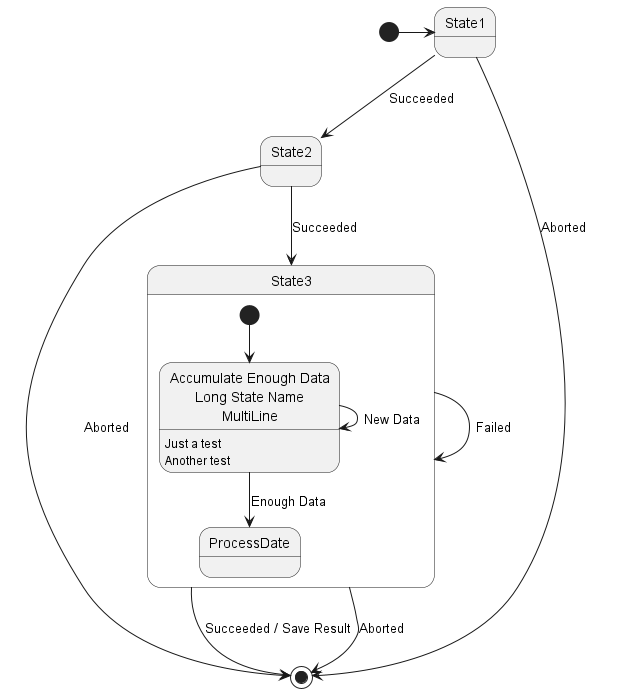 State1
Succeeded
State2
Succeeded
Aborted
State3
Accumulate Enough Data
Long State Name
MultiLine
Just a test
Another test
New Data
Failed
Aborted
Enough Data
ProcessDate
Succeeded / Save Result
Aborted